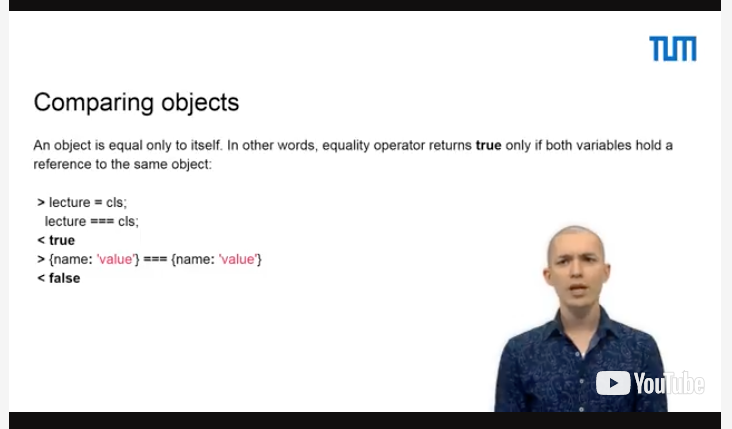 TUM
Comparing objects
An object is equal only to itself. In other words, equality operator returns true only if both variables hold a
reference to the same object:
> lecture = cls;
lecture === cls;
< true
> {name: 'value'} === {name: 'value'}
< false
YouTube